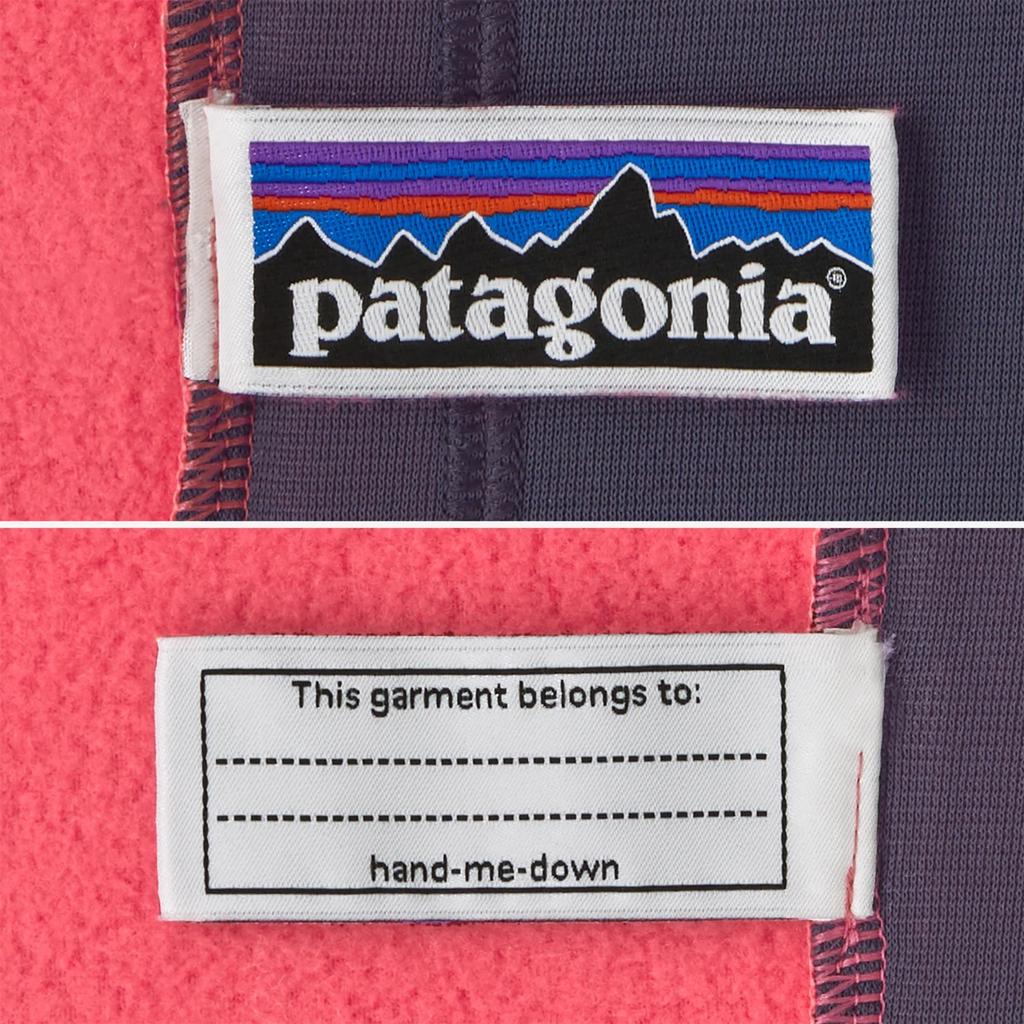 patagonia®
This garment belongs to:
hand-me-down